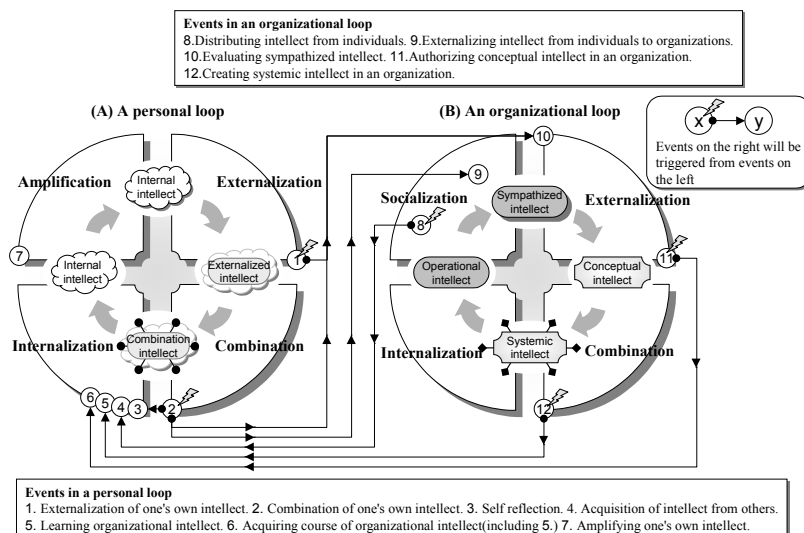 Events in an organizational loop
8.Distributing intellect from individuals. 9.Externalizing intellect from individuals to organizations.
10.Evaluating sympathized intellect. 11.Authorizing conceptual intellect in an organization.
12.Creating systemic intellect in an organization.
(A) A personal loop
(B) An organizational loop
x
y
Events on the right will be
triggered from events on
the left
10
Amplification
Internal
intellect
Externalization
9
Socialization
8
Sympathized
intellect
Externalization
7
Internal
intellect
Externalized
intellect
1
Operational
intellect
Conceptual
intellect
11
Internalization
Combination
intellect
Combination
Internalization
Systemic
intellect
Combination
6
5
4
3
2
12
Events in a personal loop
1. Externalization of one's own intellect. 2. Combination of one's own intellect. 3. Self reflection. 4. Acquisition of intellect from others.
5. Learning organizational intellect. 6. Acquiring course of organizational intellect(including 5.) 7. Amplifying one's own intellect.